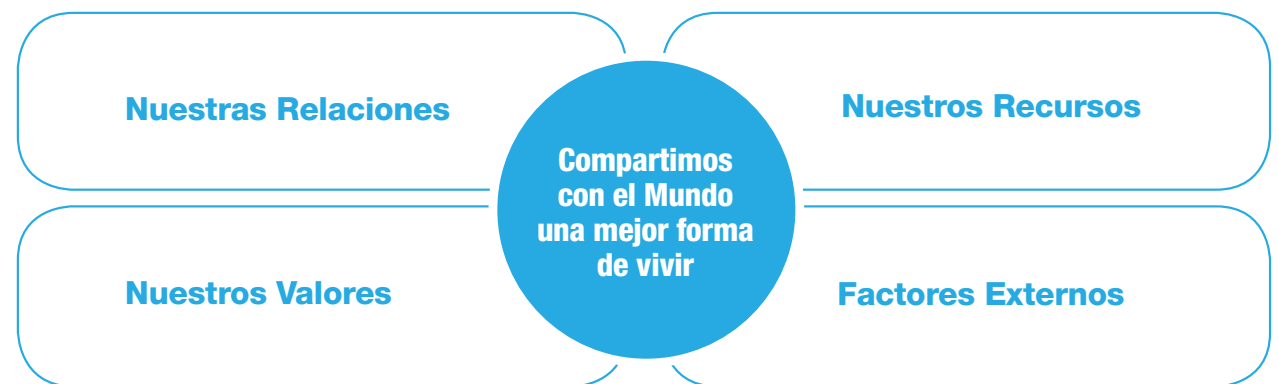 Nuestras Relaciones
Nuestros Recursos
Compartimos
con el Mundo
una mejor forma
de vivir
Nuestros Valores
Factores Externos